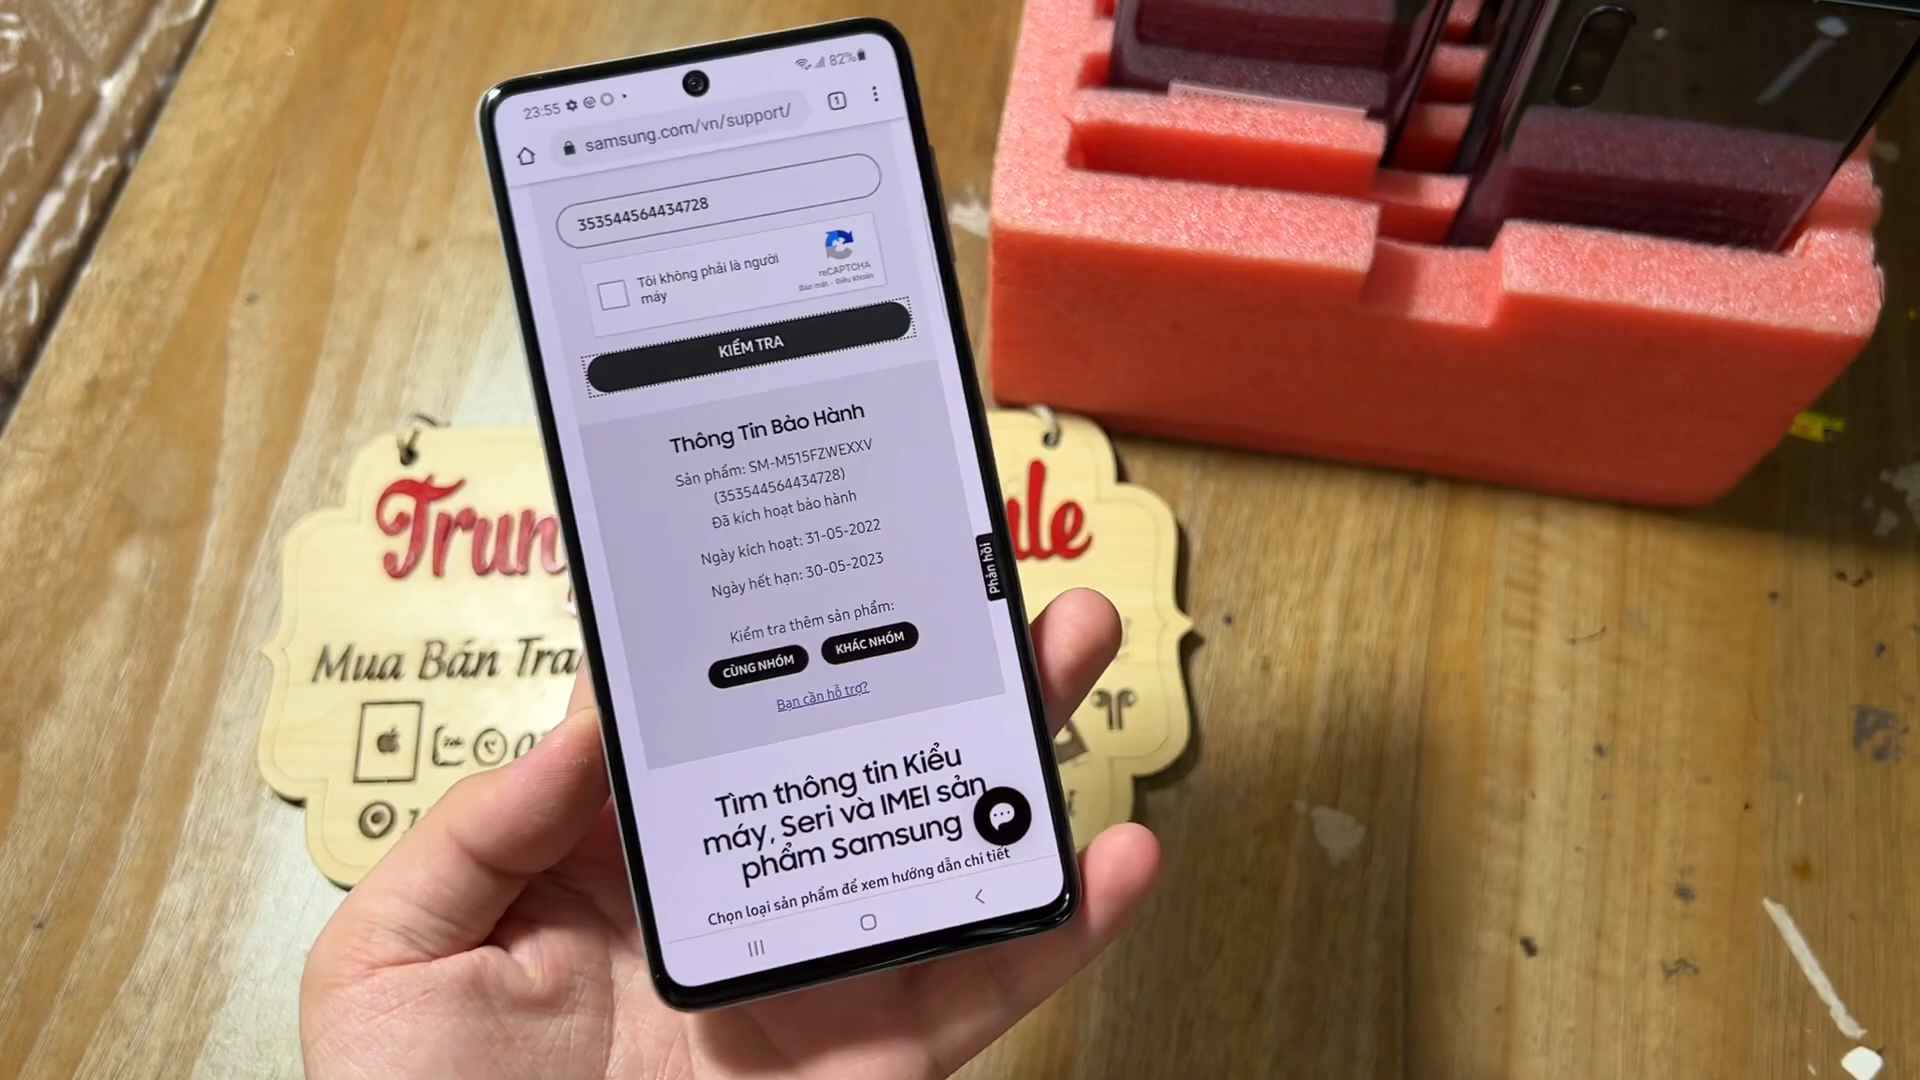 23:55
82%
samsung.com/vn/support/
1
353544564434728
Tôi không phải là người
máy
reCAPTCHA
Bảo mật - Điều khoản
KIỂM TRA
Thông Tin Bảo Hành
Sản phẩm: SM-M515FZWEXXV
(353544564434728)
Đã kích hoạt bảo hành
Ngày kích hoạt: 31-05-2022
Ngày hết hạn: 30-05-2023
Phản hồi
Kiểm tra thêm sản phẩm:
CÙNG NHÓM
KHÁC NHÓM
Bạn cần hỗ trợ?
Tìm thông tin Kiểu
máy, Seri và IMEI sản
phẩm Samsung
Chọn loại sản phẩm để xem hướng dẫn chi tiết
Mua Bán